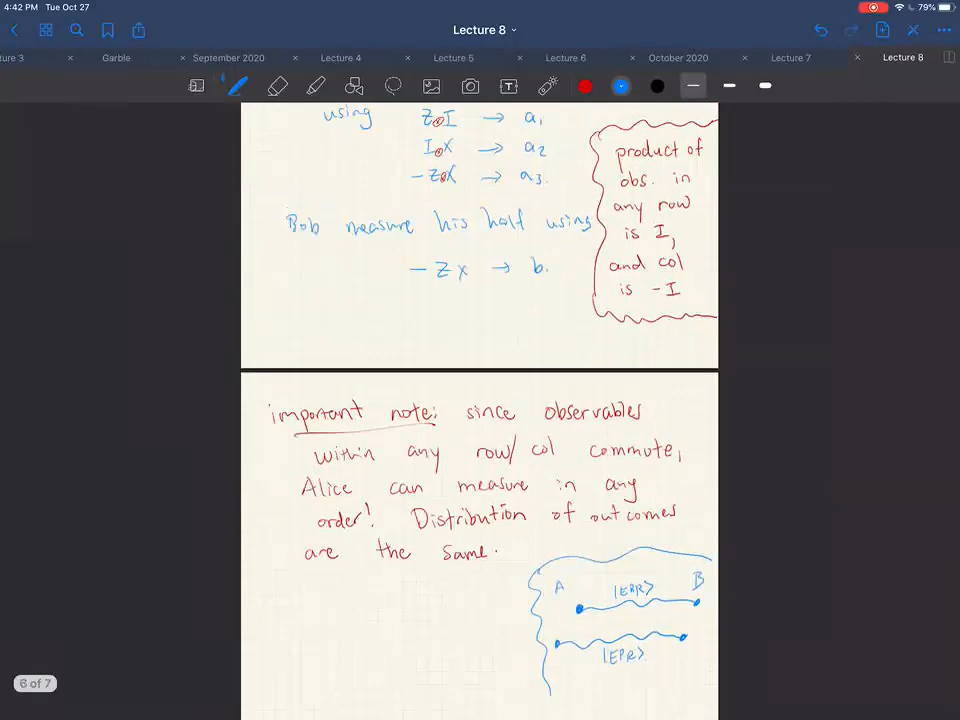 4:42 PM Tue Oct 27
79%
Lecture 8
ure 3
Garble
September 2020
Lecture 4
Lecture 5
Lecture 6
October 2020
Lecture 7
Lecture 8
T
using Z⊗I → a₁
I⊗X → a₂
-Z⊗X → a₃.
Bob measure his half using
-ZX → b.
product of
obs. in
any row
is I,
and col
is -I
important note: since observables
within any row/col commute,
Alice can measure in any
order! Distribution of outcomes
are the same.
A |EPR> B
|EPR>.
6 of 7